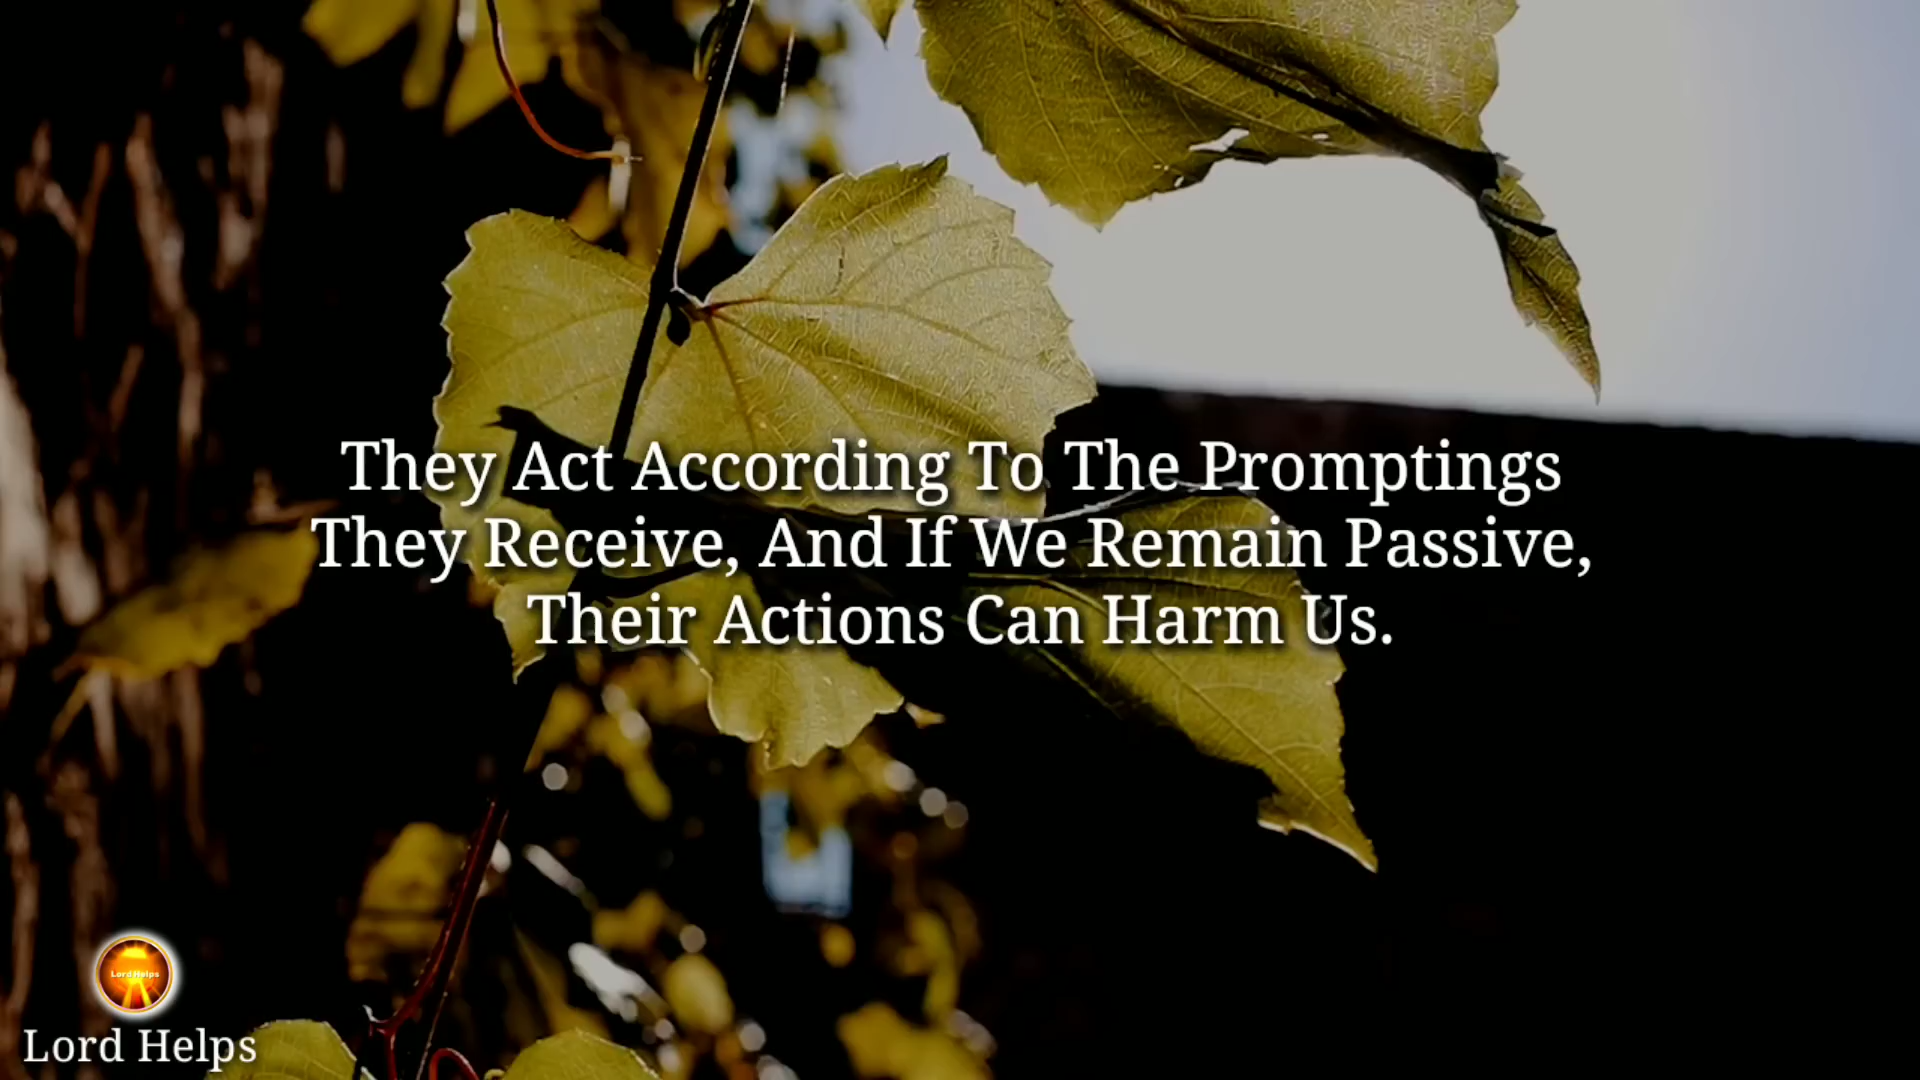 They Act According To The Promptings
They Receive, And If We Remain Passive,
Their Actions Can Harm Us.
LordHelps
Lord Helps